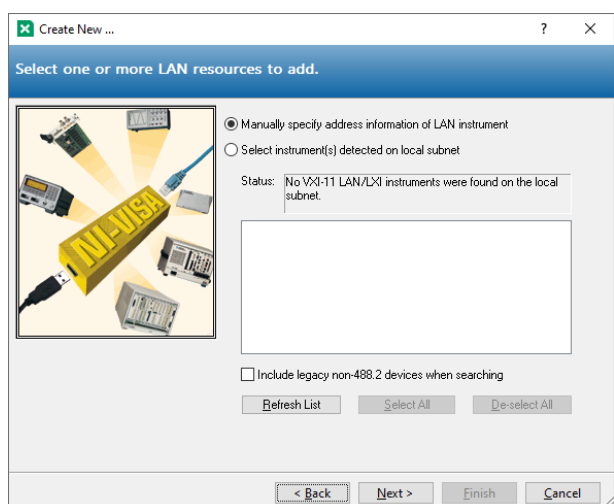 Create New ...
?
Select one or more LAN resources to add.
Manually specify address information of LAN instrument
Select instrument(s) detected on local subnet
Status:
No VXI-11 LAN/LXI instruments were found on the local
subnet.
NI-VISA
Include legacy non-488.2 devices when searching
Refresh List
Select All
De-select All
< Back
Next >
Finish
Cancel